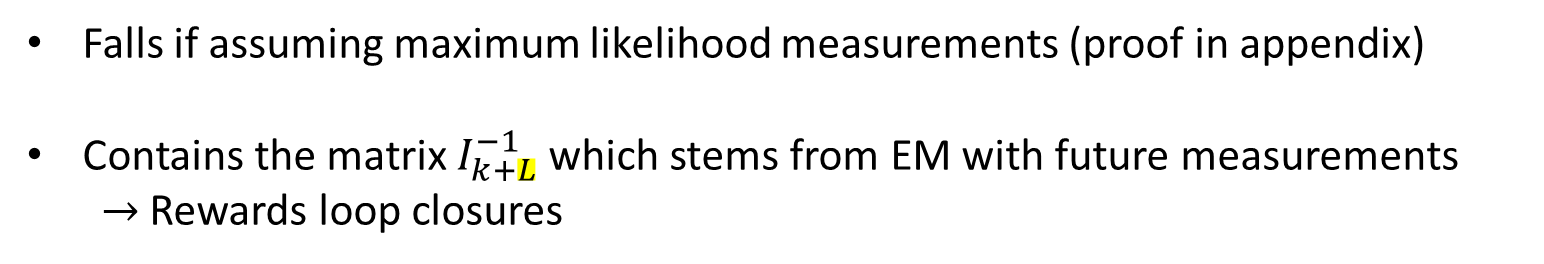 • Falls if assuming maximum likelihood measurements (proof in appendix)
• Contains the matrix $I_{k+L}^{-1}$ which stems from EM with future measurements
→ Rewards loop closures